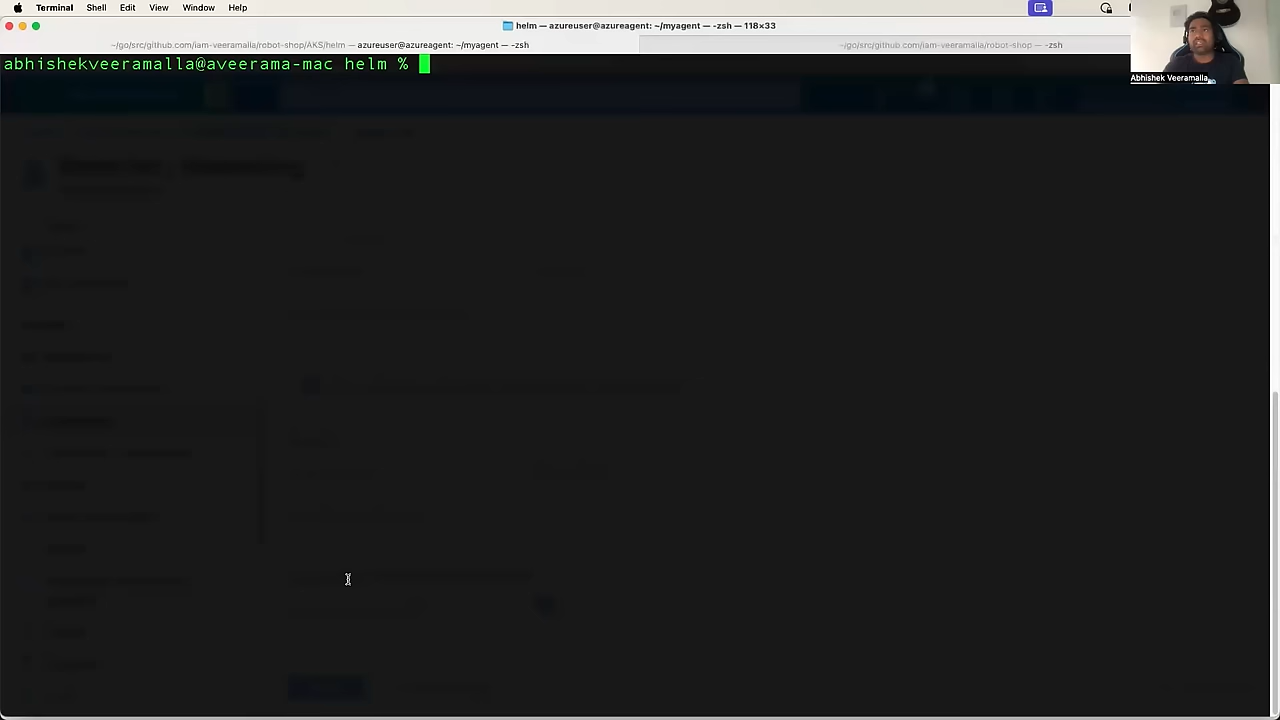 Terminal Shell Edit View Window Help
helm — azureuser@azureagent: ~/myagent — -zsh — 118×33
~/go/src/github.com/iam-veeramalla/robot-shop/AKS/helm — azureuser@azureagent: ~/myagent — -zsh
~/go/src/github.com/iam-veeramalla/robot-shop — -zsh
abhishekveeramalla@aveerama-mac helm %
Abhishek Veeramalla